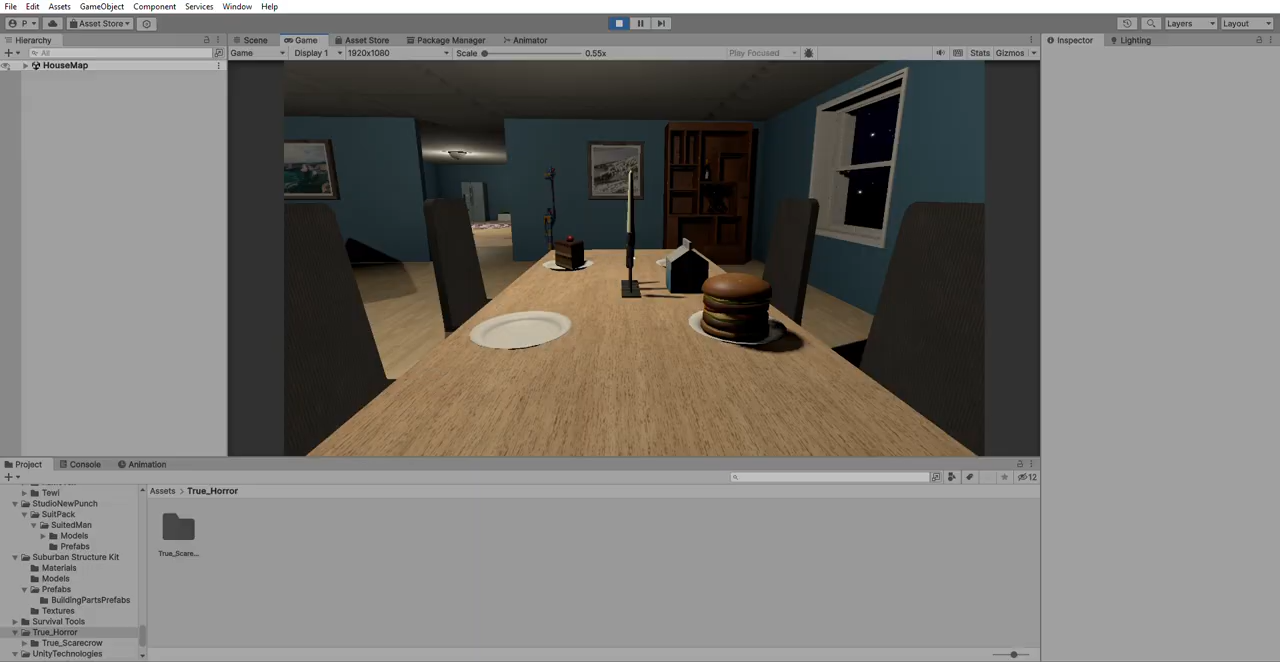 File Edit Assets GameObject Component Services Window Help
P Asset Store Layers Layout
Hierarchy Scene Game Asset Store Package Manager Animator Inspector Lighting
All Game Display 1 1920x1080 Scale 0.55x Play Focused Stats Gizmos
HouseMap
Project Console Animation
12
Tewi
Assets > True_Horror
StudioNewPunch
SuitPack
SuitedMan
Models
Prefabs
True_Scare...
Suburban Structure Kit
Materials
Models
Prefabs
BuildingPartsPrefabs
Textures
Survival Tools
True_Horror
True_Scarecrow
UnityTechnologies